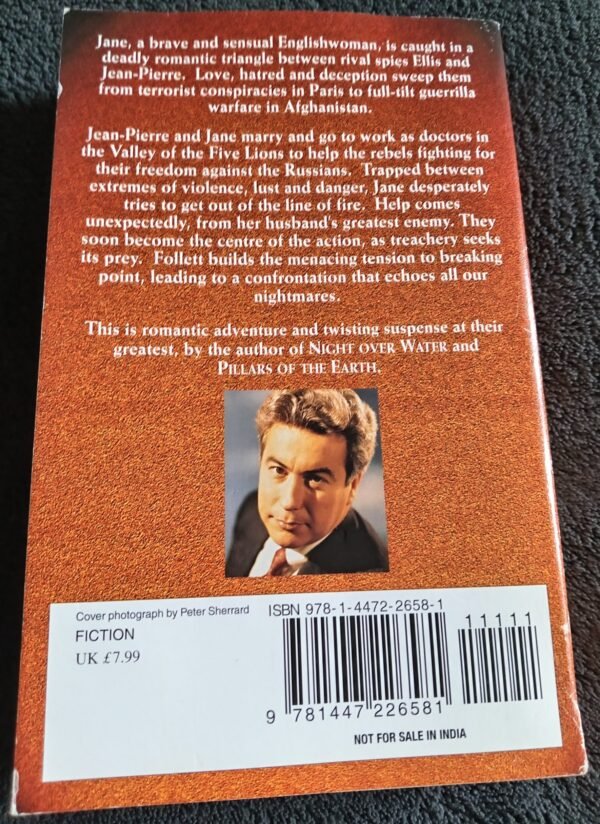 Jane, a brave and sensual Englishwoman, is caught in a
deadly romantic triangle between rival spies Ellis and
Jean-Pierre. Love, hatred and deception sweep them
from terrorist conspiracies in Paris to full-tilt guerrilla
warfare in Afghanistan.
Jean-Pierre and Jane marry and go to work as doctors in
the Valley of the Five Lions to help the rebels fighting for
their freedom against the Russians. Trapped between
extremes of violence, lust and danger, Jane desperately
tries to get out of the line of fire. Help comes
unexpectedly, from her husband's greatest enemy. They
soon become the centre of the action, as treachery seeks
its prey. Follett builds the menacing tension to breaking
point, leading to a confrontation that echoes all our
nightmares.
This is romantic adventure and twisting suspense at their
greatest, by the author of NIGHT OVER WATER and
PILLARS OF THE EARTH.
Cover photograph by Peter Sherrard
FICTION
UK £7.99
ISBN 978-1-4472-2658-1
11111
9 781447 226581
NOT FOR SALE IN INDIA